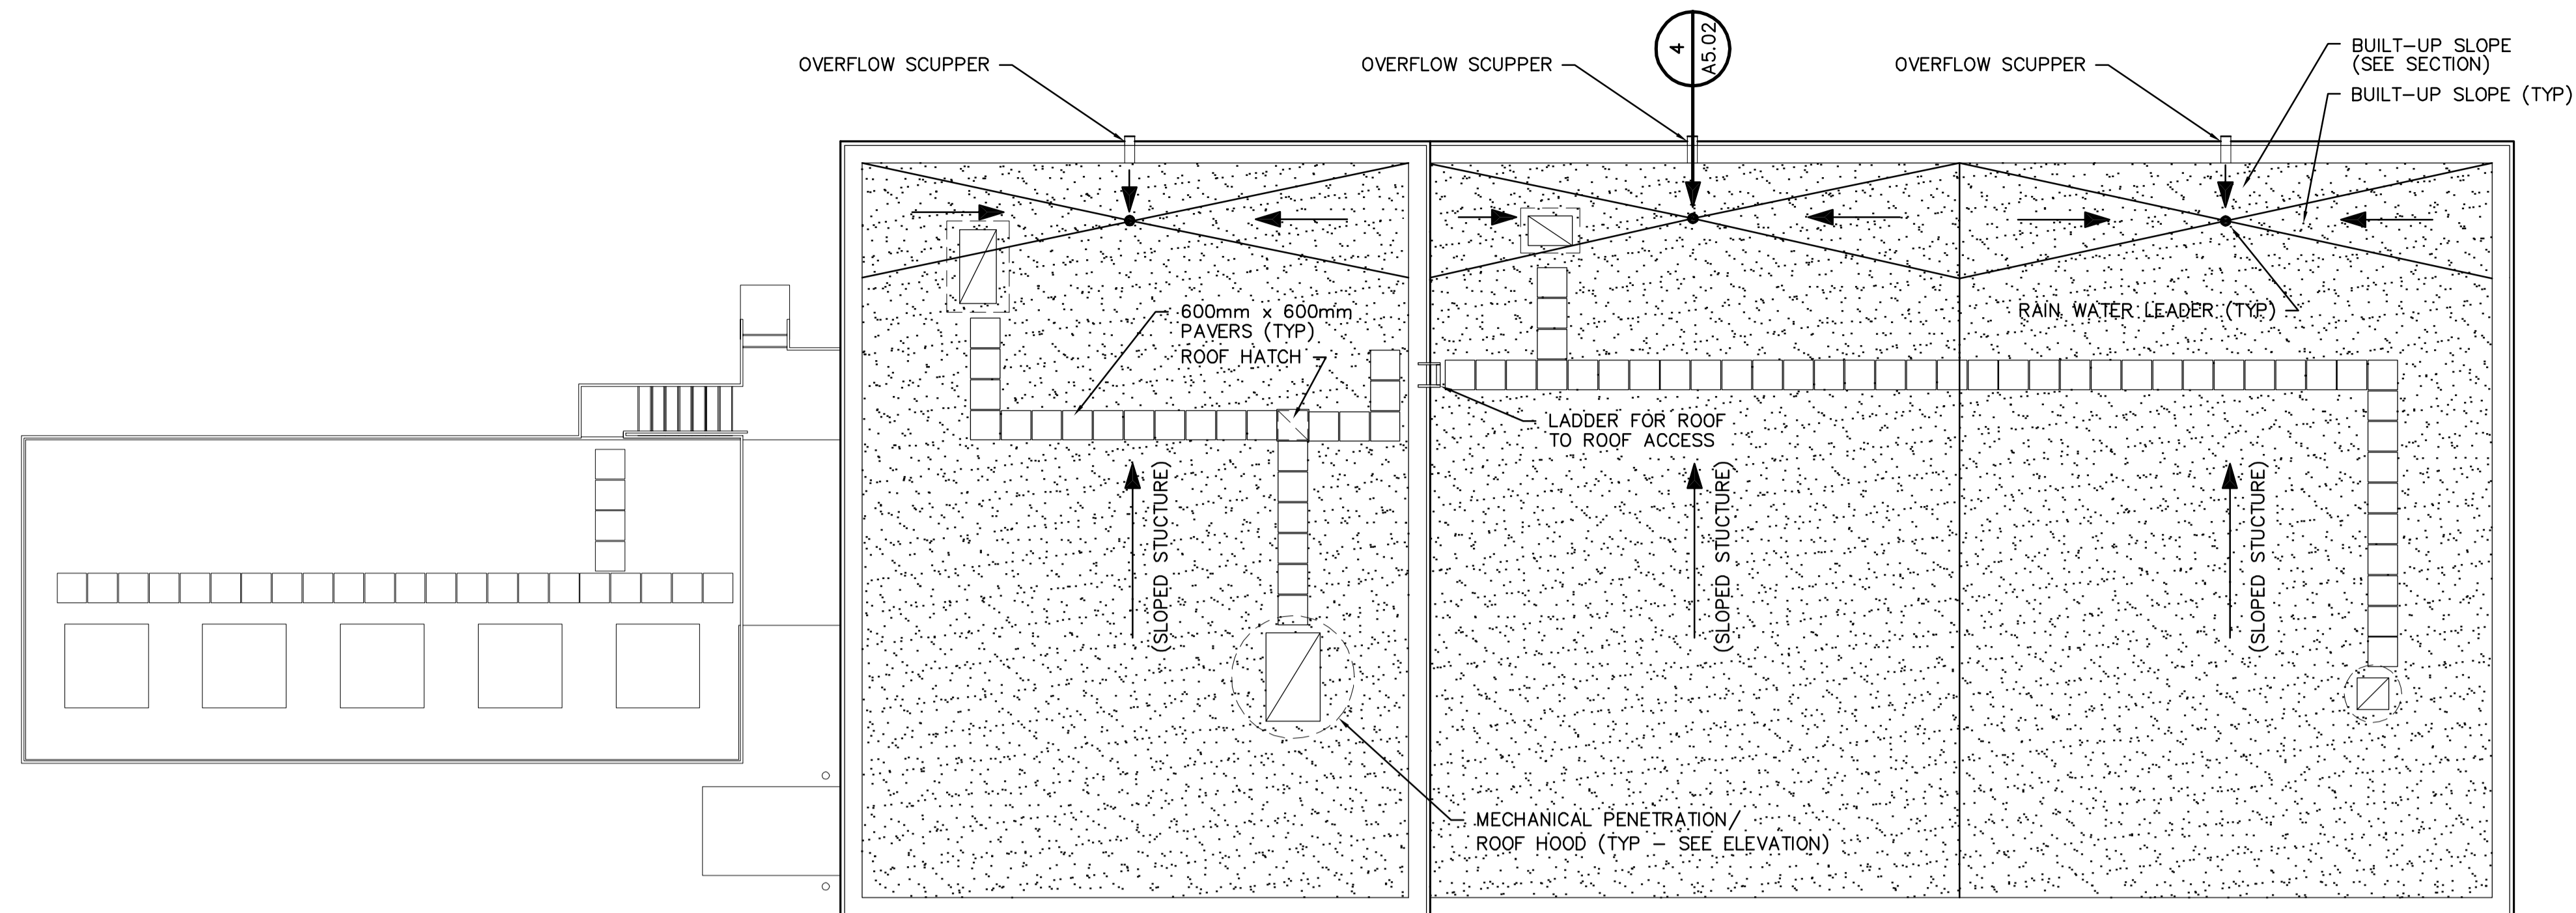 OVERFLOW SCUPPER
OVERFLOW SCUPPER
4
A5.02
OVERFLOW SCUPPER
BUILT-UP SLOPE
(SEE SECTION)
BUILT-UP SLOPE (TYP)
600mm x 600mm
PAVERS (TYP)
ROOF HATCH
RAIN WATER LEADER (TYP)
LADDER FOR ROOF
TO ROOF ACCESS
(SLOPED STUCTURE)
(SLOPED STUCTURE)
(SLOPED STUCTURE)
MECHANICAL PENETRATION/
ROOF HOOD (TYP - SEE ELEVATION)